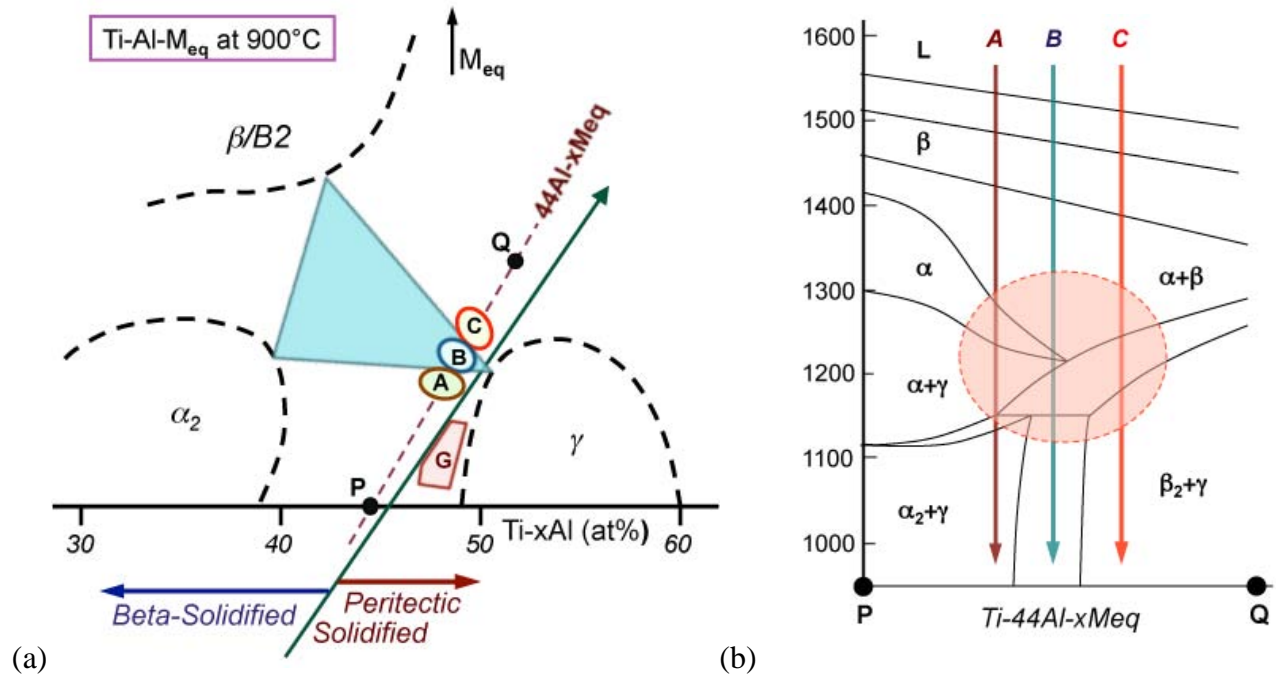 Ti-Al-Meq at 900°C
Meq
β/B2
44Al-xMeq
Q
C
B
A
α2
G
γ
P
Ti-xAl (at%)
30
40
50
60
Beta-Solidified
Peritectic
Solidified
(a)
1600
1500
1400
1300
1200
1100
1000
A
B
C
L
β
α
α+β
α+γ
α2+γ
β2+γ
P
Ti-44Al-xMeq
Q
(b)